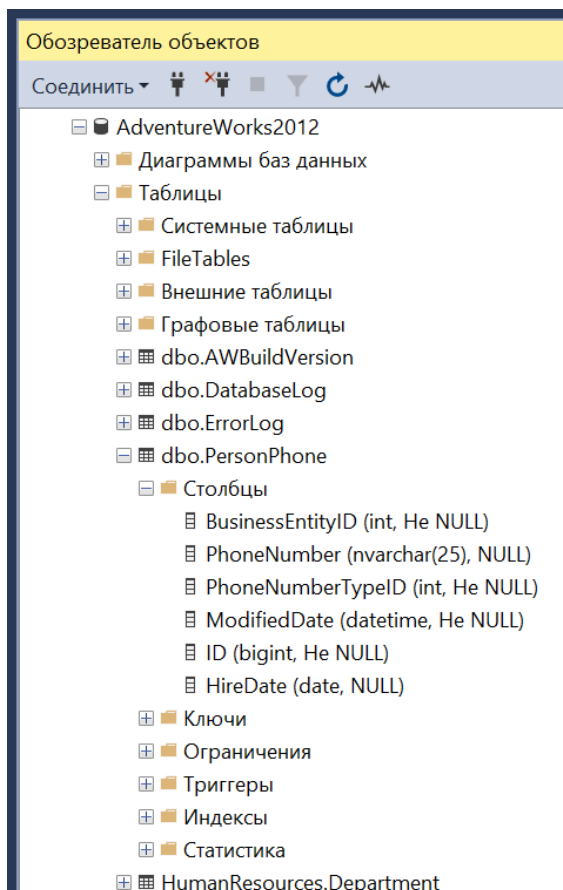 Обозреватель объектов
Соединить
AdventureWorks2012
Диаграммы баз данных
Таблицы
Системные таблицы
FileTables
Внешние таблицы
Графовые таблицы
dbo.AWBuildVersion
dbo.DatabaseLog
dbo.ErrorLog
dbo.PersonPhone
Столбцы
BusinessEntityID (int, Не NULL)
PhoneNumber (nvarchar(25), NULL)
PhoneNumberTypeID (int, Не NULL)
ModifiedDate (datetime, Не NULL)
ID (bigint, Не NULL)
HireDate (date, NULL)
Ключи
Ограничения
Триггеры
Индексы
Статистика
HumanResources.Department